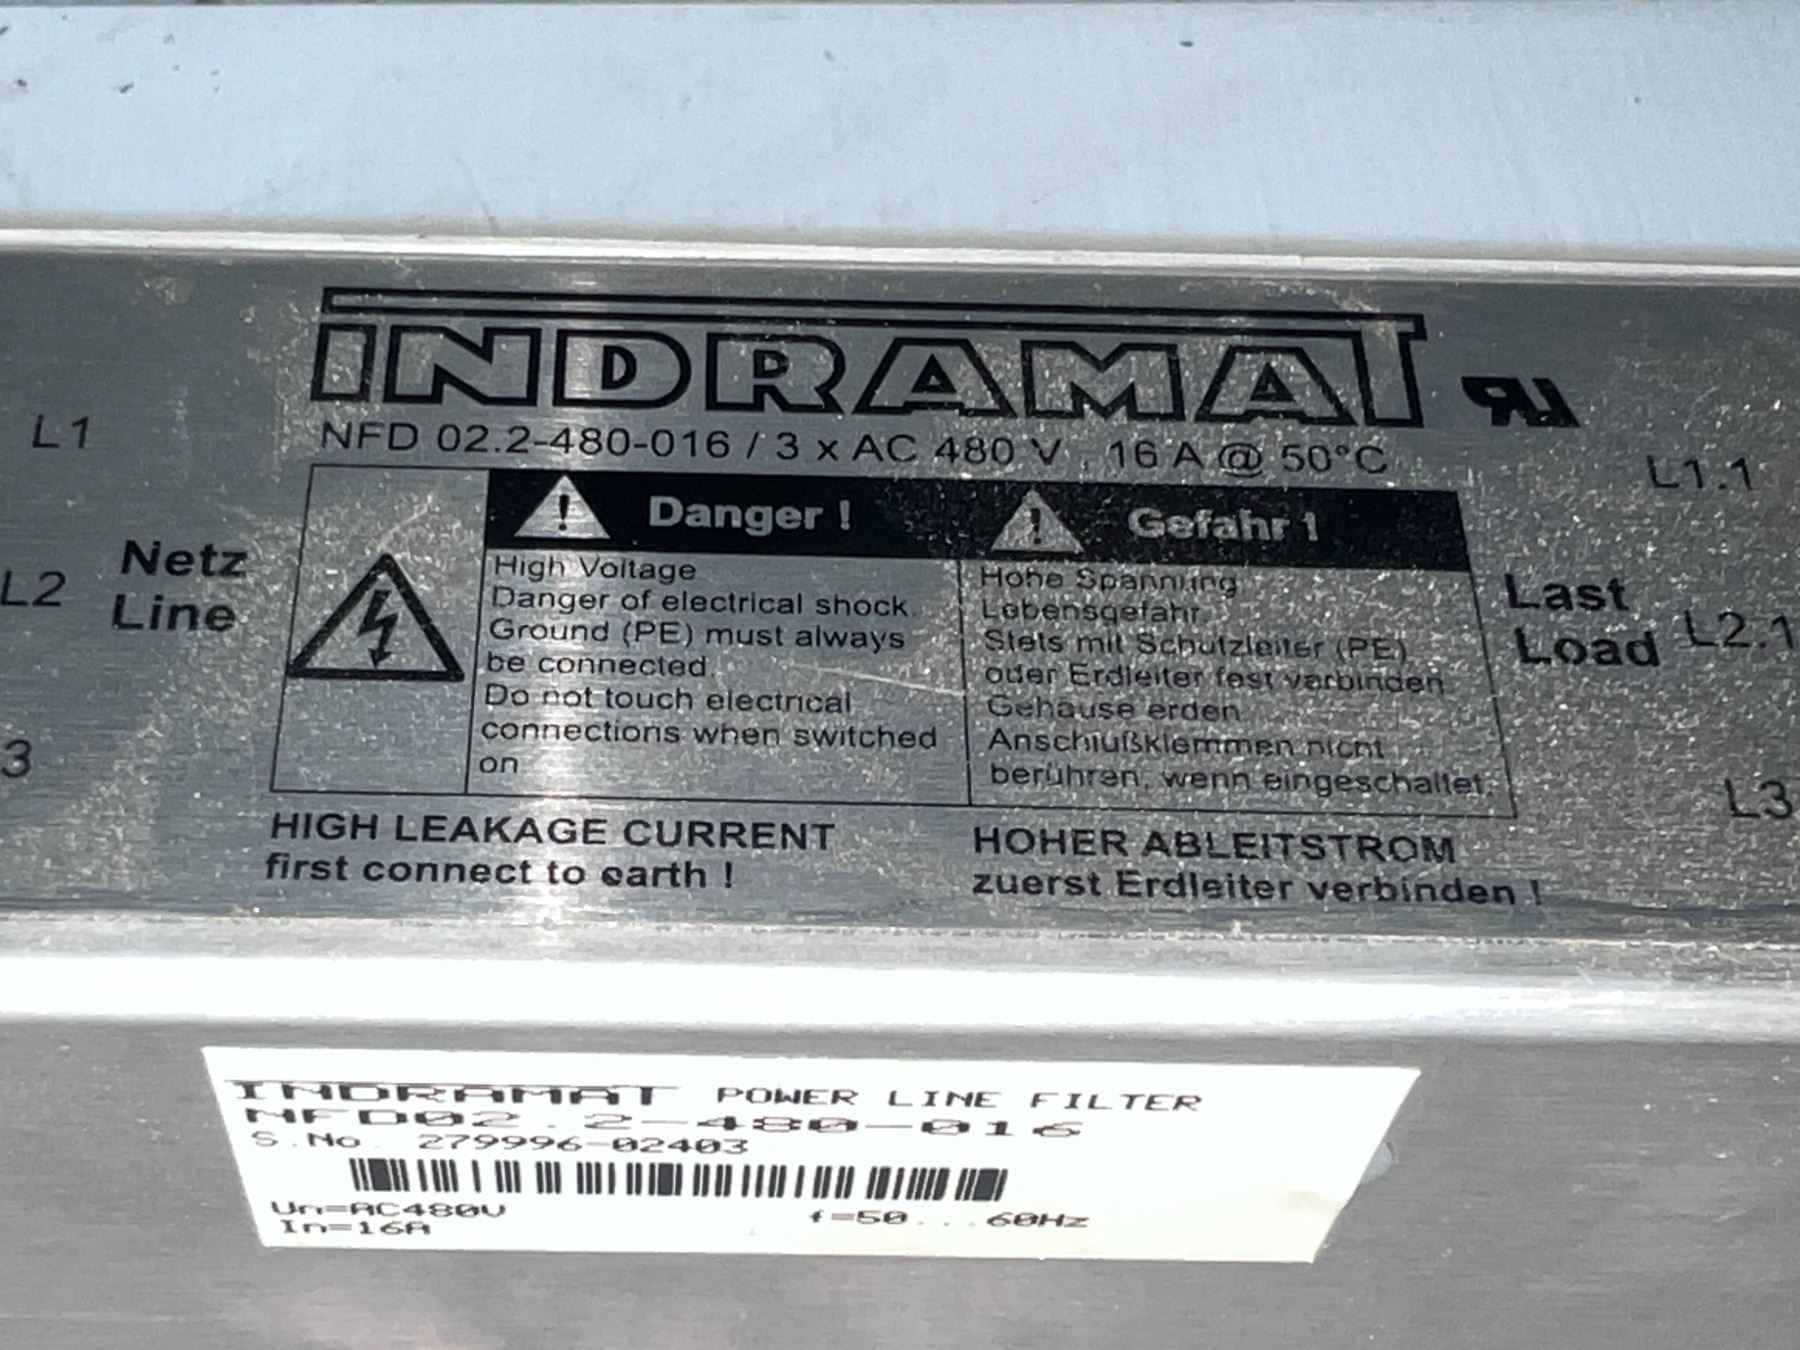 INDRAMAT
NFD 02.2-480-016 / 3 x AC 480 V , 16 A @ 50°C
L1
L2
3
Netz
Line
Danger !
High Voltage
Danger of electrical shock.
Ground (PE) must always
be connected.
Do not touch electrical
connections when switched
on
Gefahr !
Hohe Spannung
Lebensgefahr.
Stets mit Schutzleiter (PE)
oder Erdleiter fest verbinden
Gehäuse erden
Anschlußklemmen nicht
berühren, wenn eingeschaltet.
Last
Load
L1.1
L2.1
L3
HIGH LEAKAGE CURRENT
first connect to earth !
HOHER ABLEITSTROM
zuerst Erdleiter verbinden !
INDRAMAT POWER LINE FILTER
NFD02.2-480-016
S.No. 279996-02403
Un=AC480V
In=16A
f=50...60Hz